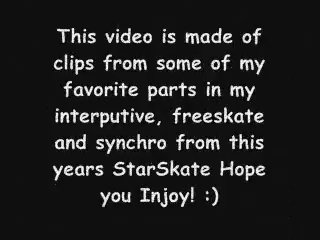 This video is made of
clips from some of my
favorite parts in my
interputive, freeskate
and synchro from this
years StarSkate Hope
you Injoy! :)